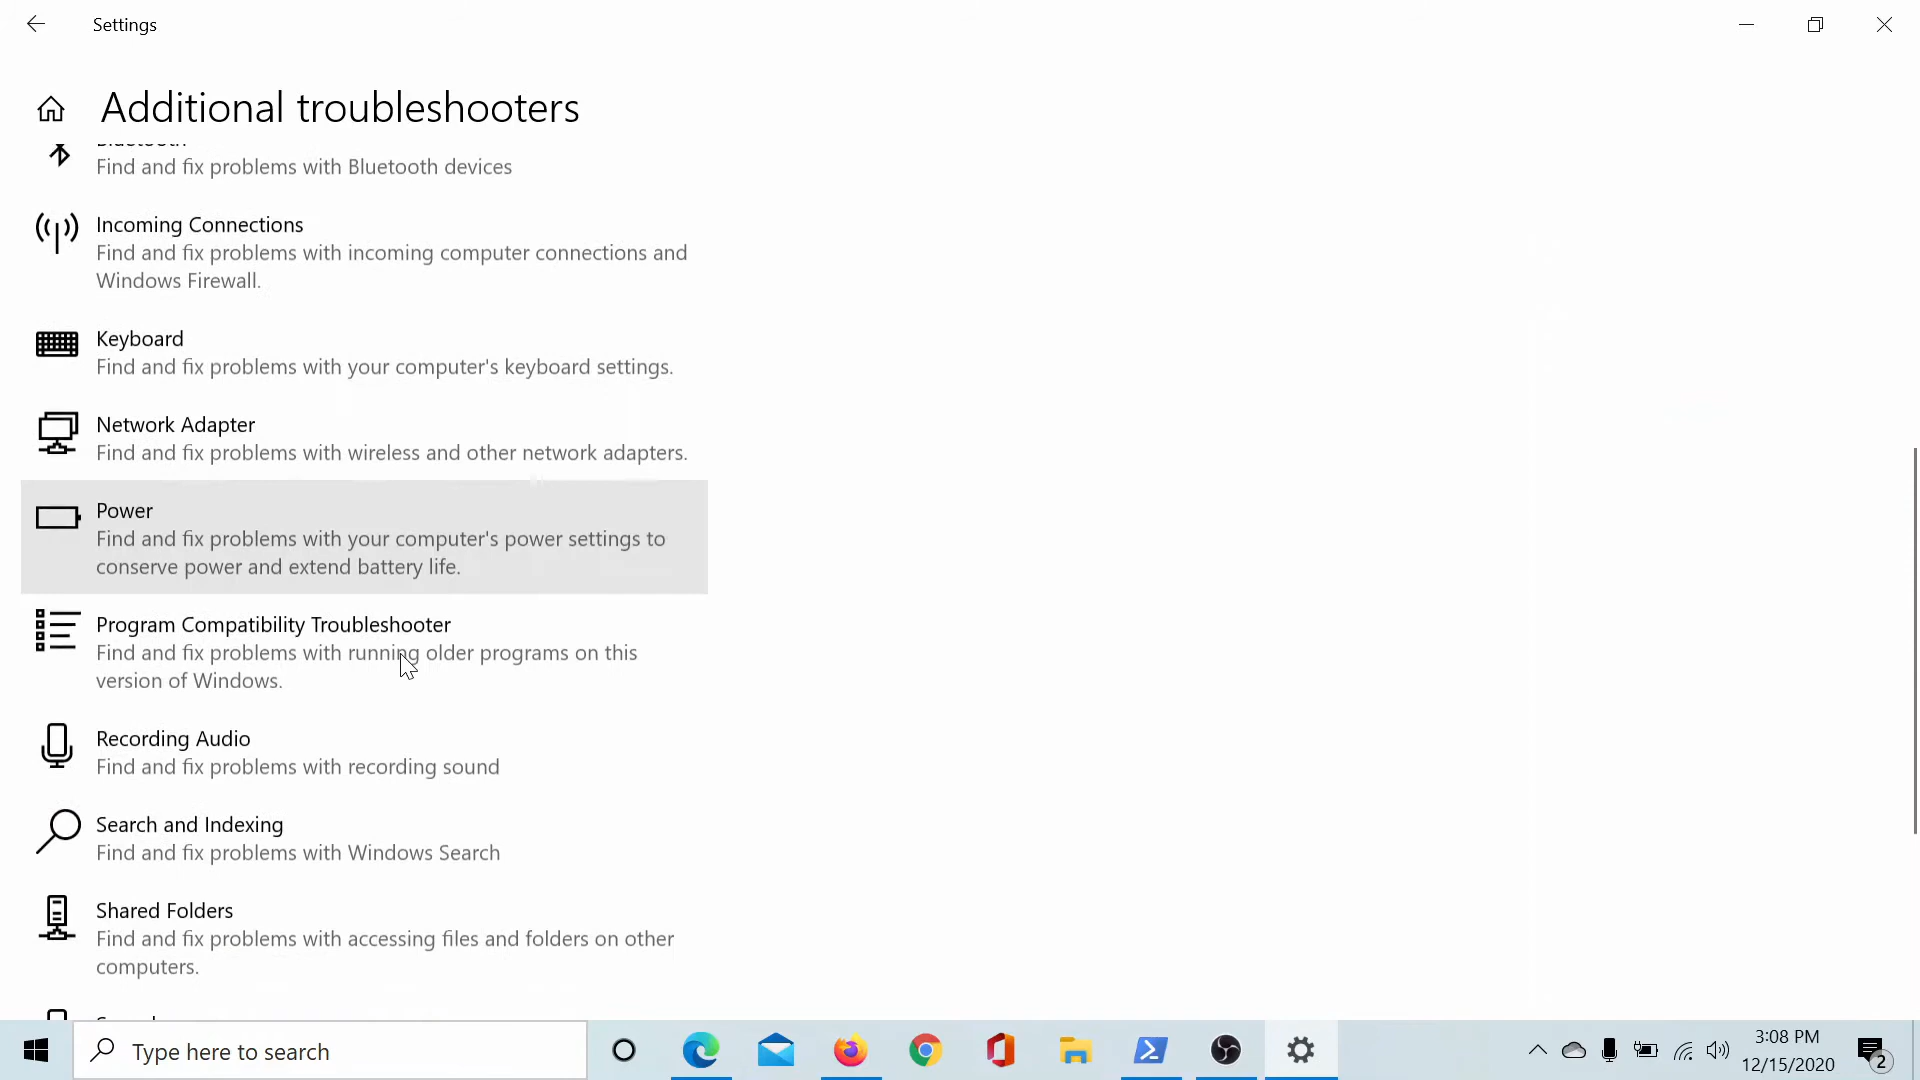 Settings
Additional troubleshooters
Bluetooth
Find and fix problems with Bluetooth devices
Incoming Connections
Find and fix problems with incoming computer connections and
Windows Firewall.
Keyboard
Find and fix problems with your computer's keyboard settings.
Network Adapter
Find and fix problems with wireless and other network adapters.
Power
Find and fix problems with your computer's power settings to
conserve power and extend battery life.
Program Compatibility Troubleshooter
Find and fix problems with running older programs on this
version of Windows.
Recording Audio
Find and fix problems with recording sound
Search and Indexing
Find and fix problems with Windows Search
Shared Folders
Find and fix problems with accessing files and folders on other
computers.
Type here to search
3:08 PM
12/15/2020
2